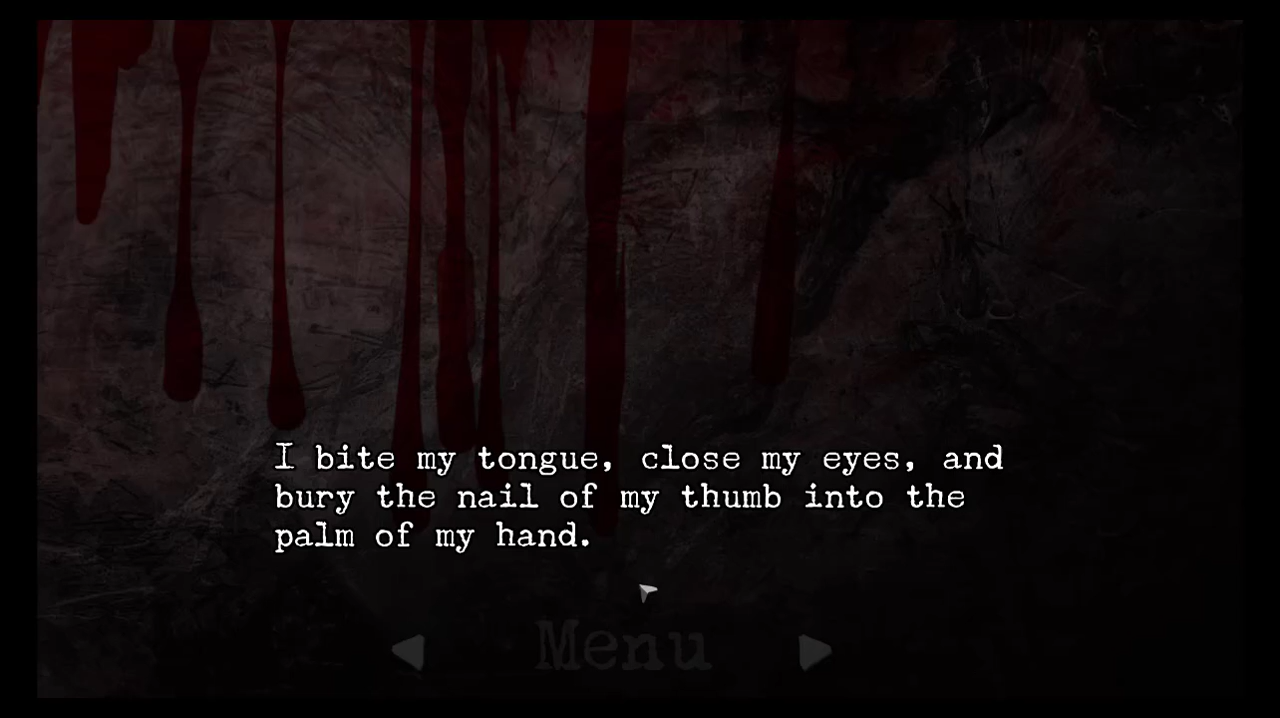 I bite my tongue, close my eyes, and
bury the nail of my thumb into the
palm of my hand.
Menu